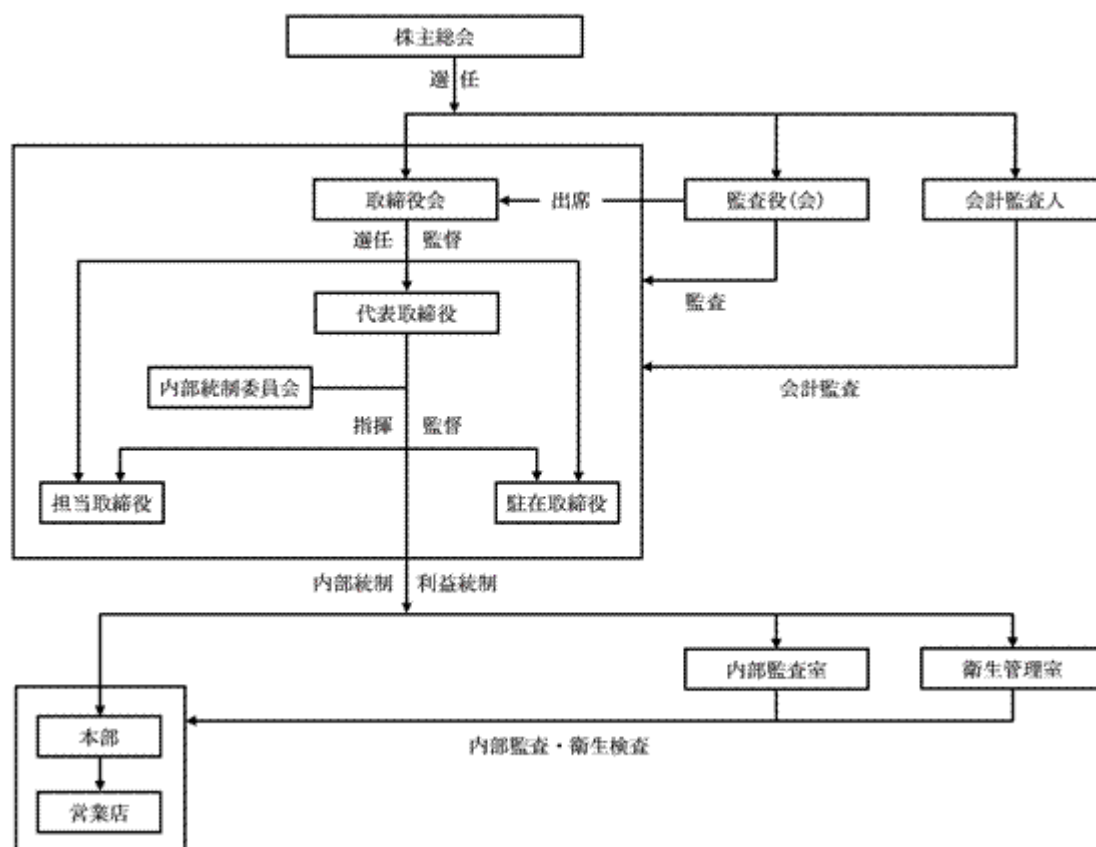 株主総会
選 任
取締役会
出席
監査役(会)
会計監査人
選任 監督
監査
代表取締役
内部統制委員会
会計監査
指揮 監督
担当取締役
駐在取締役
内部統制 利益統制
内部監査室
衛生管理室
本部
内部監査・衛生検査
営業店